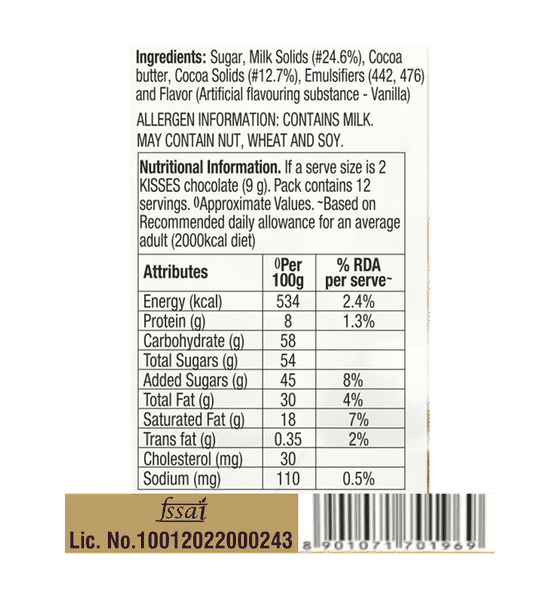 Ingredients: Sugar, Milk Solids (#24.6%), Cocoa
butter, Cocoa Solids (#12.7%), Emulsifiers (442, 476)
and Flavor (Artificial flavouring substance - Vanilla)
ALLERGEN INFORMATION: CONTAINS MILK.
MAY CONTAIN NUT, WHEAT AND SOY.
Nutritional Information. If a serve size is 2
KISSES chocolate (9 g). Pack contains 12
servings. ◊Approximate Values. ~Based on
Recommended daily allowance for an average
adult (2000kcal diet)
Attributes ◊Per 100g % RDA per serve~
Energy (kcal) 534 2.4%
Protein (g) 8 1.3%
Carbohydrate (g) 58
Total Sugars (g) 54
Added Sugars (g) 45 8%
Total Fat (g) 30 4%
Saturated Fat (g) 18 7%
Trans fat (g) 0.35 2%
Cholesterol (mg) 30
Sodium (mg) 110 0.5%
fssai
Lic. No.10012022000243
8 901071 701969